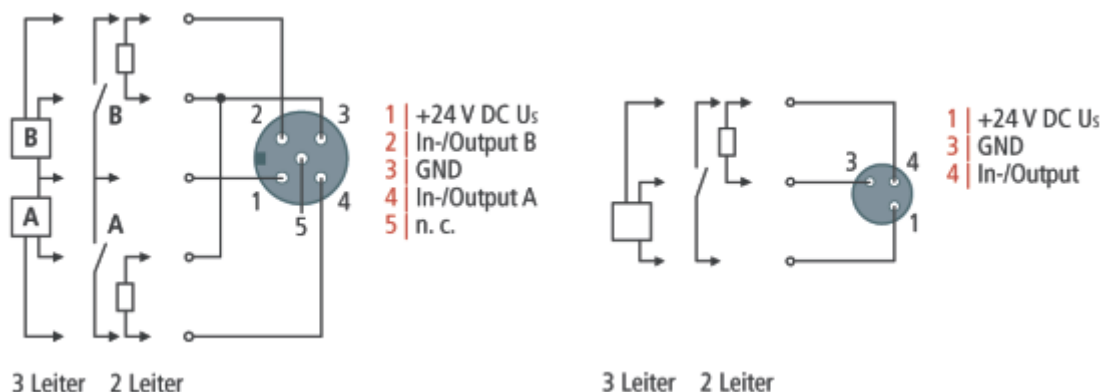 B
A
B
A
2
3
1
4
5
1 | +24 V DC Us
2 | In-/Output B
3 | GND
4 | In-/Output A
5 | n. c.
3 Leiter 2 Leiter
3
4
1
1 | +24 V DC Us
3 | GND
4 | In-/Output
3 Leiter 2 Leiter